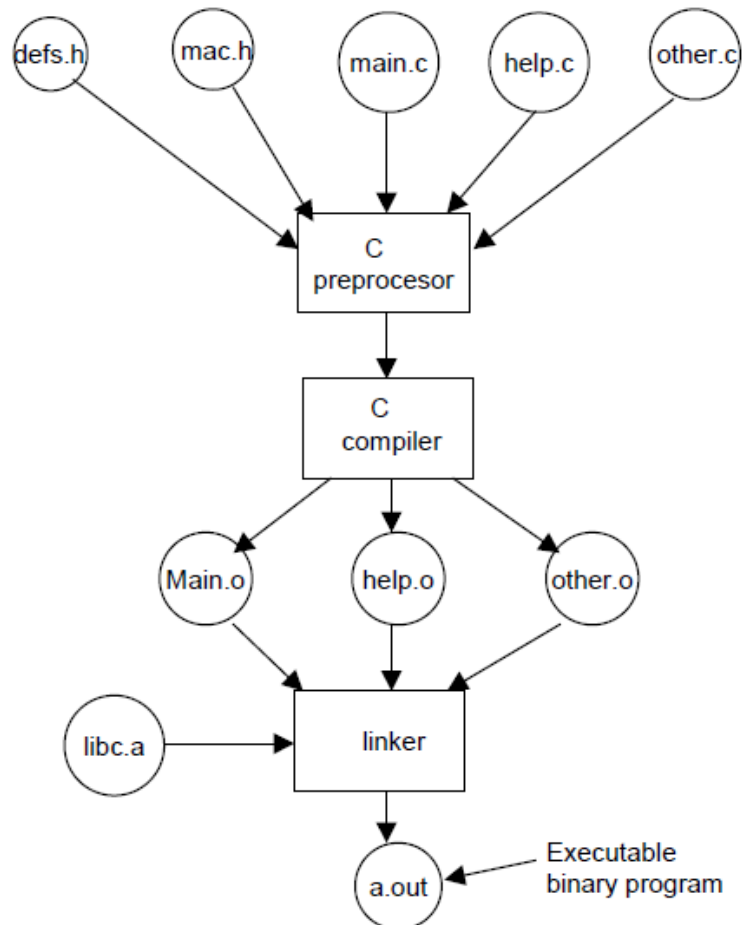 defs.h
mac.h
main.c
help.c
other.c
C
preprocesor
C
compiler
Main.o
help.o
other.o
libc.a
linker
a.out
Executable
binary program